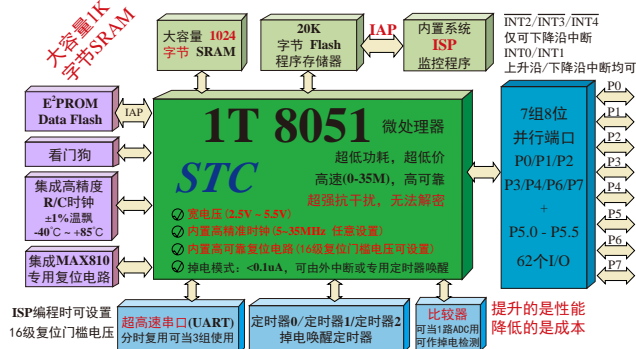 大容量1K
字节SRAM
大容量 1024
字节 SRAM
20K
字节 Flash
程序存储器
IAP
内置系统
ISP
监控程序
INT2/INT3/INT4
仅可下降沿中断
INT0/INT1
上升沿/下降沿中断均可
E²PROM
Data Flash
IAP
看门狗
集成高精度
R/C时钟
±1%温飘
-40℃ ~ +85℃
集成MAX810
专用复位电路
1T 8051 微处理器
STC
超低功耗，超低价
高速(0-35M)，高可靠
超强抗干扰，无法解密
宽电压(2.5V ~ 5.5V)
内置高精准时钟(5~35MHz 任意设置)
内置高可靠复位电路(16级复位门槛电压可设置)
掉电模式：<0.1uA，可由外中断或专用定时器唤醒
7组8位
并行端口
P0/P1/P2
P3/P4/P6/P7
+
P5.0 - P5.5
62个I/O
P0
P1
P2
P3
P4
P5
P6
P7
ISP编程时可设置
16级复位门槛电压
超高速串口(UART)
分时复用可当3组使用
定时器0/定时器1/定时器2
掉电唤醒定时器
比较器
可当1路ADC用
可作掉电检测
提升的是性能
降低的是成本